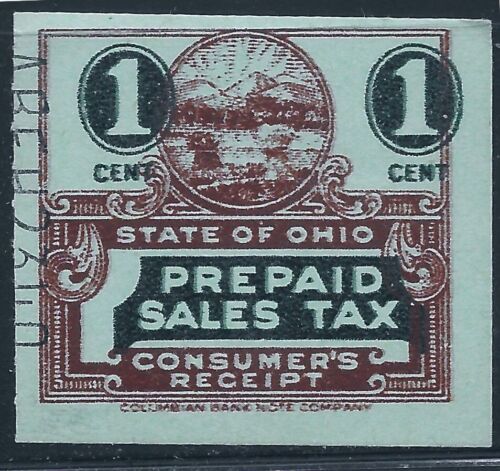 1 1
CENT CENT
STATE OF OHIO
PREPAID
SALES TAX
CONSUMER'S
RECEIPT
COLUMBIAN BANK NOTE COMPANY